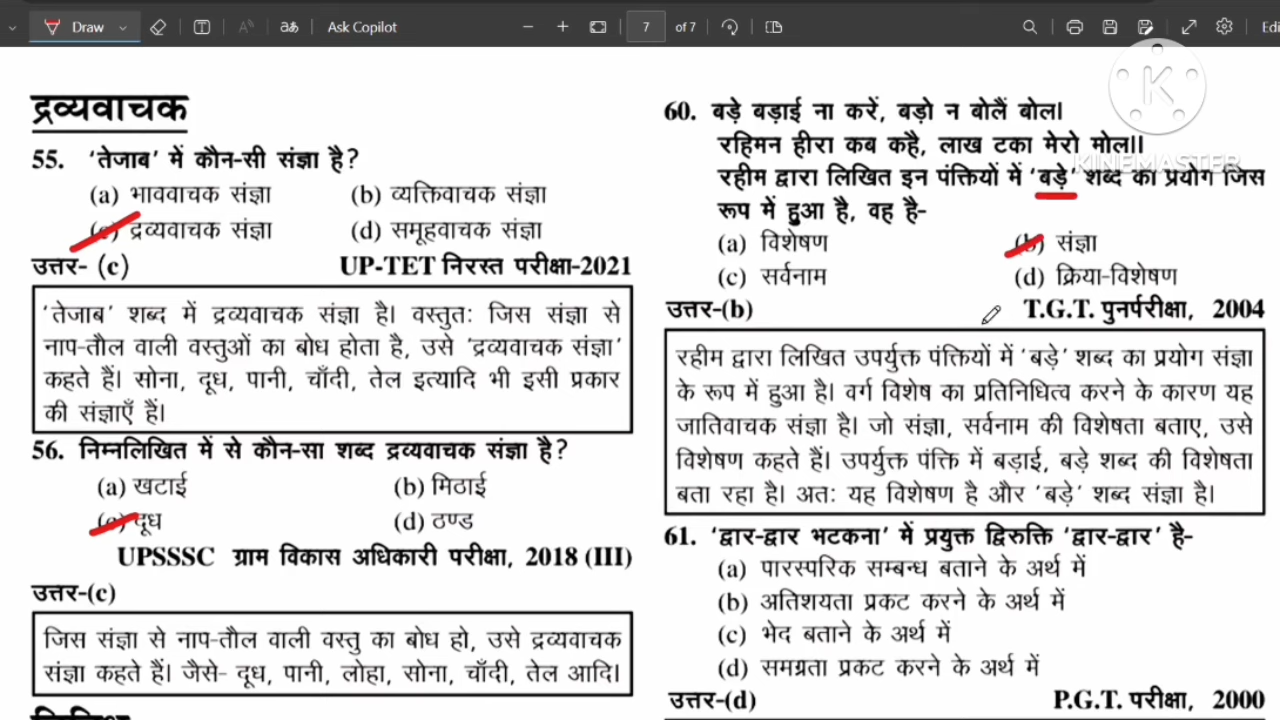 Draw
Ask Copilot
7
of 7
Edi
K
KINEMASTER
द्रव्यवाचक
55. 'तेजाब' में कौन-सी संज्ञा है?
(a) भाववाचक संज्ञा (b) व्यक्तिवाचक संज्ञा
(c) द्रव्यवाचक संज्ञा (d) समूहवाचक संज्ञा
उत्तर- (c) UP-TET निरस्त परीक्षा-2021
'तेजाब' शब्द में द्रव्यवाचक संज्ञा है। वस्तुतः जिस संज्ञा से
नाप-तौल वाली वस्तुओं का बोध होता है, उसे 'द्रव्यवाचक संज्ञा'
कहते हैं। सोना, दूध, पानी, चाँदी, तेल इत्यादि भी इसी प्रकार
की संज्ञाएँ हैं।
56. निम्नलिखित में से कौन-सा शब्द द्रव्यवाचक संज्ञा है?
(a) खटाई (b) मिठाई
(c) दूध (d) ठण्ड
UPSSSC ग्राम विकास अधिकारी परीक्षा, 2018 (III)
उत्तर-(c)
जिस संज्ञा से नाप-तौल वाली वस्तु का बोध हो, उसे द्रव्यवाचक
संज्ञा कहते हैं। जैसे- दूध, पानी, लोहा, सोना, चाँदी, तेल आदि।
60. बड़े बड़ाई ना करें, बड़ो न बोलैं बोल।
रहिमन हीरा कब कहै, लाख टका मेरो मोल।।
रहीम द्वारा लिखित इन पंक्तियों में 'बड़े' शब्द का प्रयोग जिस
रूप में हुआ है, वह है-
(a) विशेषण (b) संज्ञा
(c) सर्वनाम (d) क्रिया-विशेषण
उत्तर-(b) T.G.T. पुनर्परीक्षा, 2004
रहीम द्वारा लिखित उपर्युक्त पंक्तियों में 'बड़े' शब्द का प्रयोग संज्ञा
के रूप में हुआ है। वर्ग विशेष का प्रतिनिधित्व करने के कारण यह
जातिवाचक संज्ञा है। जो संज्ञा, सर्वनाम की विशेषता बताए, उसे
विशेषण कहते हैं। उपर्युक्त पंक्ति में बड़ाई, बड़े शब्द की विशेषता
बता रहा है। अतः यह विशेषण है और 'बड़े' शब्द संज्ञा है।
61. 'द्वार-द्वार भटकना' में प्रयुक्त द्विरुक्ति 'द्वार-द्वार' है-
(a) पारस्परिक सम्बन्ध बताने के अर्थ में
(b) अतिशयता प्रकट करने के अर्थ में
(c) भेद बताने के अर्थ में
(d) समग्रता प्रकट करने के अर्थ में
उत्तर-(d) P.G.T. परीक्षा, 2000